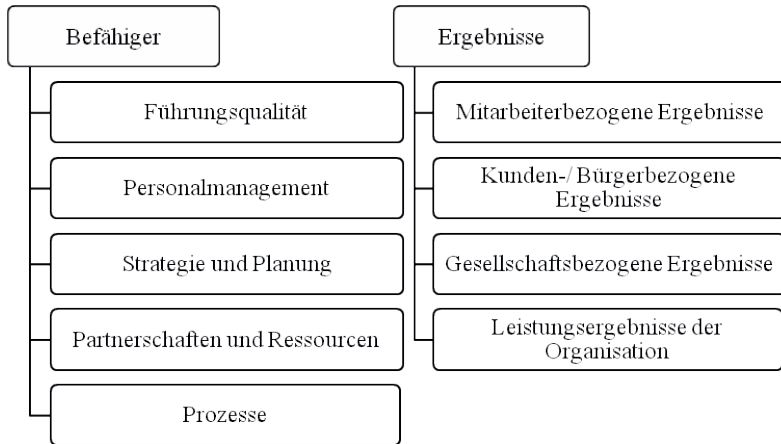 Befähiger
Führungsqualität
Personalmanagement
Strategie und Planung
Partnerschaften und Ressourcen
Prozesse
Ergebnisse
Mitarbeiterbezogene Ergebnisse
Kunden-/ Bürgerbezogene
Ergebnisse
Gesellschaftsbezogene Ergebnisse
Leistungsergebnisse der
Organisation